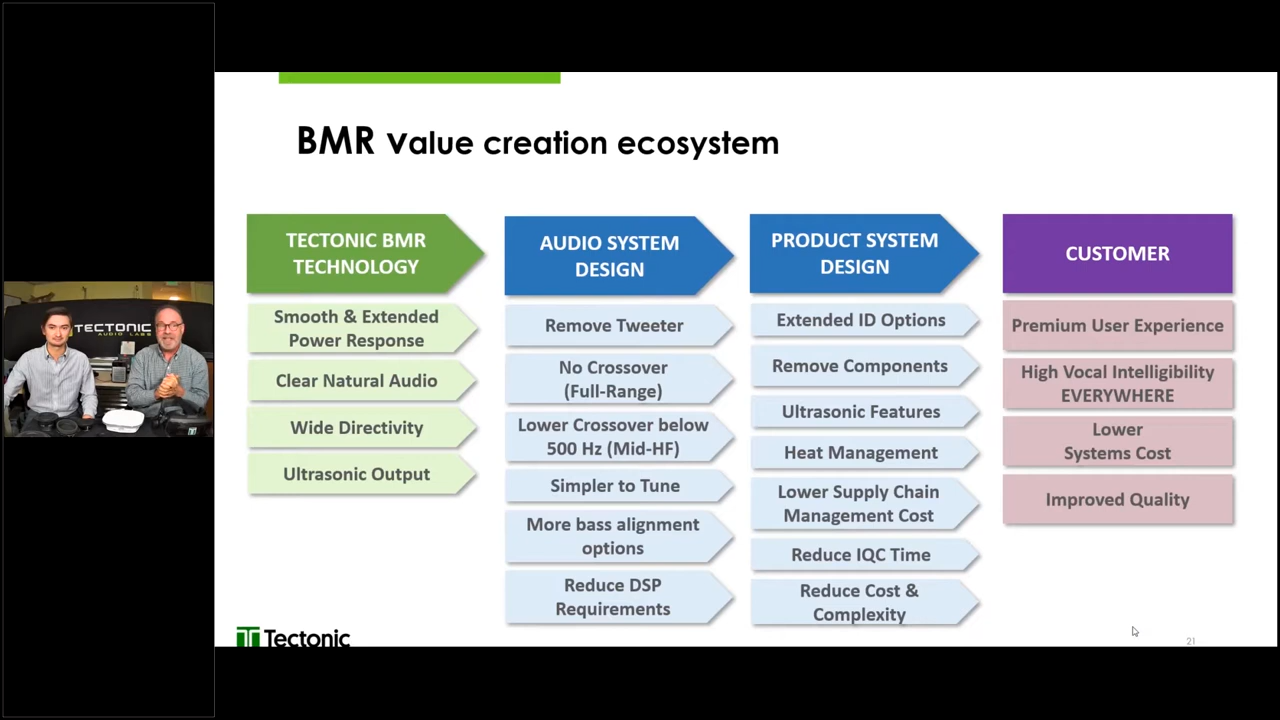 BMR Value creation ecosystem
TECTONIC BMR
TECHNOLOGY
Smooth & Extended
Power Response
Clear Natural Audio
Wide Directivity
Ultrasonic Output
AUDIO SYSTEM
DESIGN
Remove Tweeter
No Crossover
(Full-Range)
Lower Crossover below
500 Hz (Mid-HF)
Simpler to Tune
More bass alignment
options
Reduce DSP
Requirements
PRODUCT SYSTEM
DESIGN
Extended ID Options
Remove Components
Ultrasonic Features
Heat Management
Lower Supply Chain
Management Cost
Reduce IQC Time
Reduce Cost &
Complexity
CUSTOMER
Premium User Experience
High Vocal Intelligibility
EVERYWHERE
Lower
Systems Cost
Improved Quality
TECTONIC
AUDIO LABS
Tectonic
21